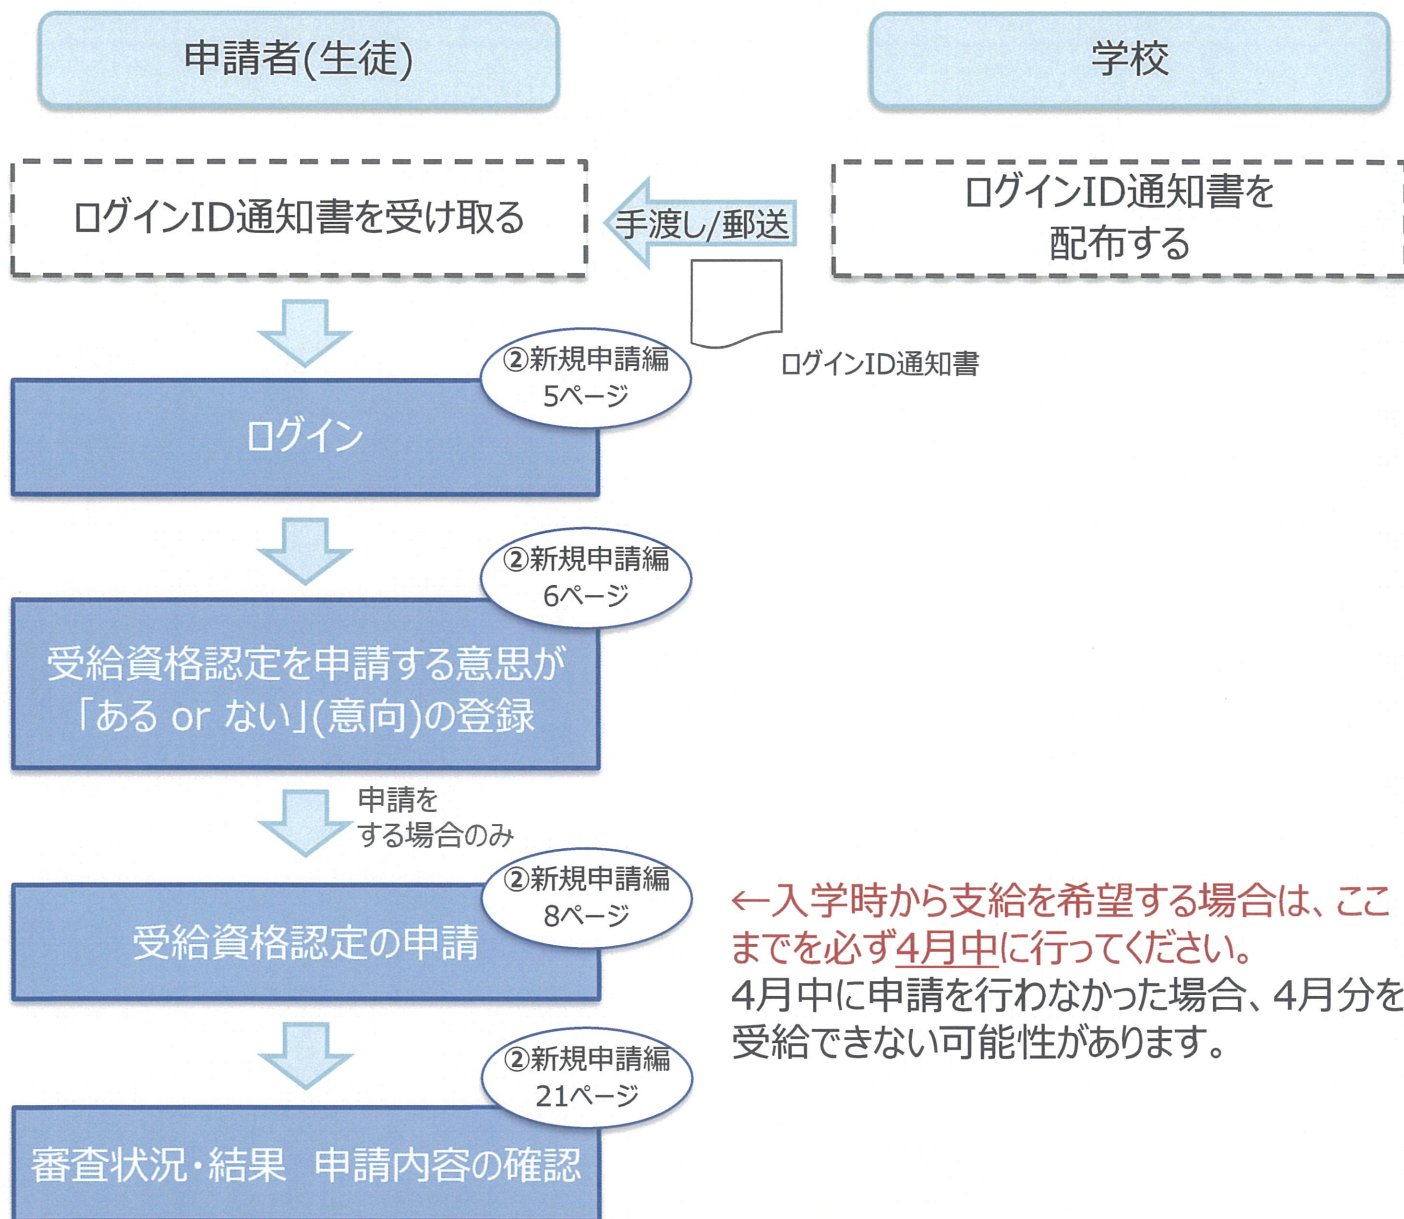 申請者(生徒)
学校
ログインID通知書を受け取る
手渡し/郵送
ログインID通知書を
配布する
ログインID通知書
②新規申請編
5ページ
ログイン
②新規申請編
6ページ
受給資格認定を申請する意思が
「ある or ない」(意向)の登録
申請を
する場合のみ
②新規申請編
8ページ
受給資格認定の申請
←入学時から支給を希望する場合は、ここ
までを必ず4月中に行ってください。
4月中に申請を行わなかった場合、4月分を
受給できない可能性があります。
②新規申請編
21ページ
審査状況・結果　申請内容の確認